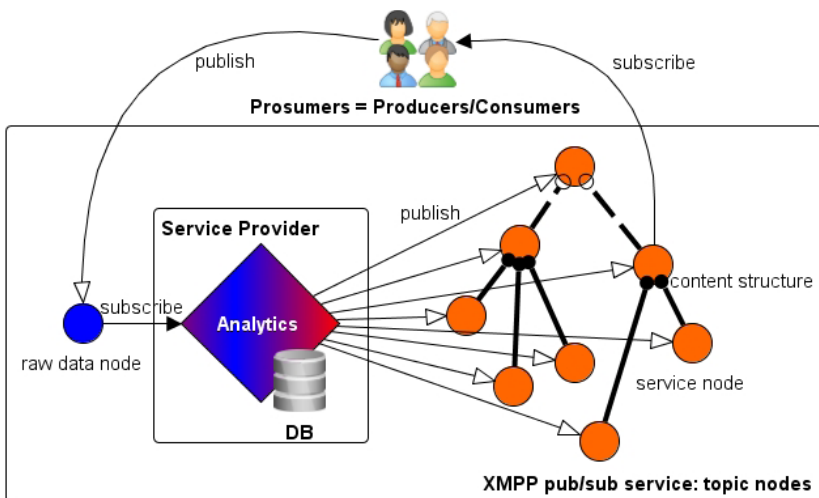 publish
subscribe
Prosumers = Producers/Consumers
Service Provider
publish
subscribe
Analytics
content structure
raw data node
service node
DB
XMPP pub/sub service: topic nodes